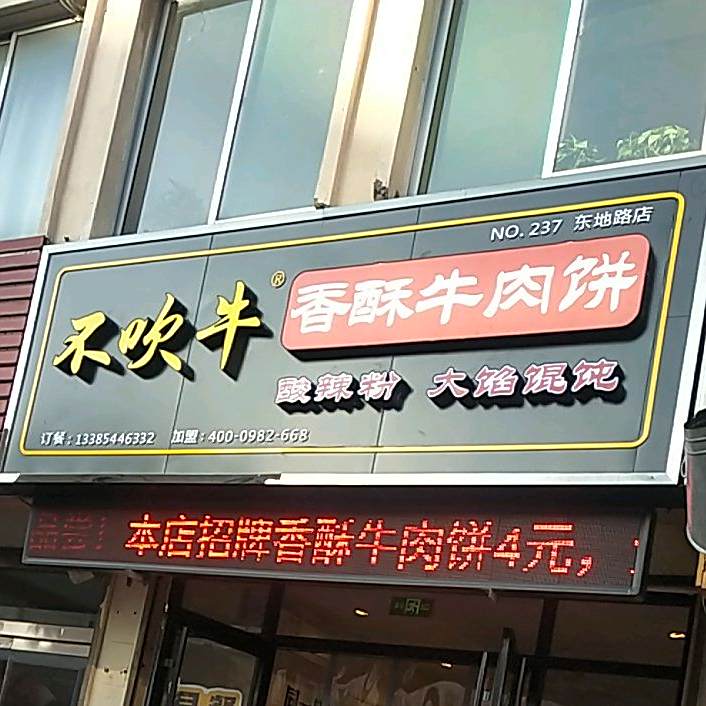 NO. 237 东地路店
不吹牛®
香酥牛肉饼
酸辣粉 大馅馄饨
订餐:13385446332 加盟:400-0982-668
本店招牌香酥牛肉饼4元,